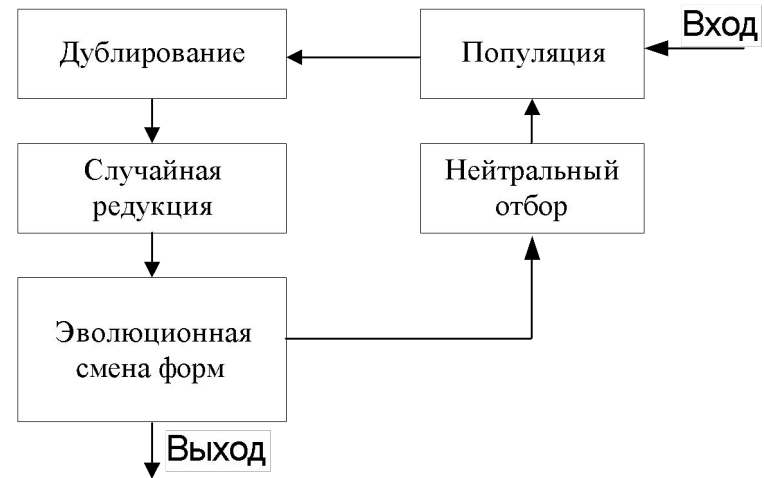 Вход
Дублирование
Популяция
Случайная
редукция
Нейтральный
отбор
Эволюционная
смена форм
Выход